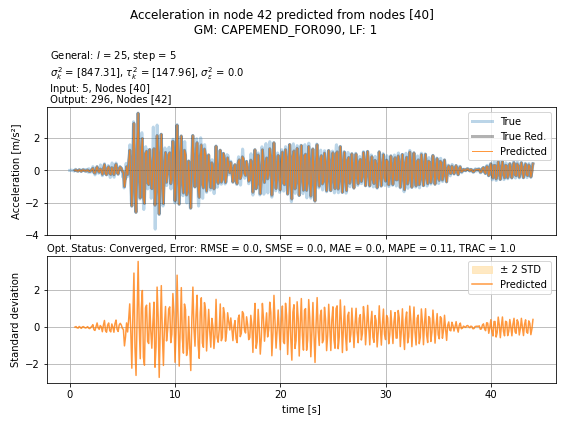 Acceleration in node 42 predicted from nodes [40]
GM: CAPEMEND_FOR090, LF: 1
General: l = 25, step = 5
σ²ₖ = [847.31], τ²ₖ = [147.96], σ²ε = 0.0
Input: 5, Nodes [40]
Output: 296, Nodes [42]
Acceleration [m/s²]
2
0
−2
−4
True
True Red.
Predicted
Opt. Status: Converged, Error: RMSE = 0.0, SMSE = 0.0, MAE = 0.0, MAPE = 0.11, TRAC = 1.0
Standard deviation
2
0
−2
± 2 STD
Predicted
0 10 20 30 40
time [s]